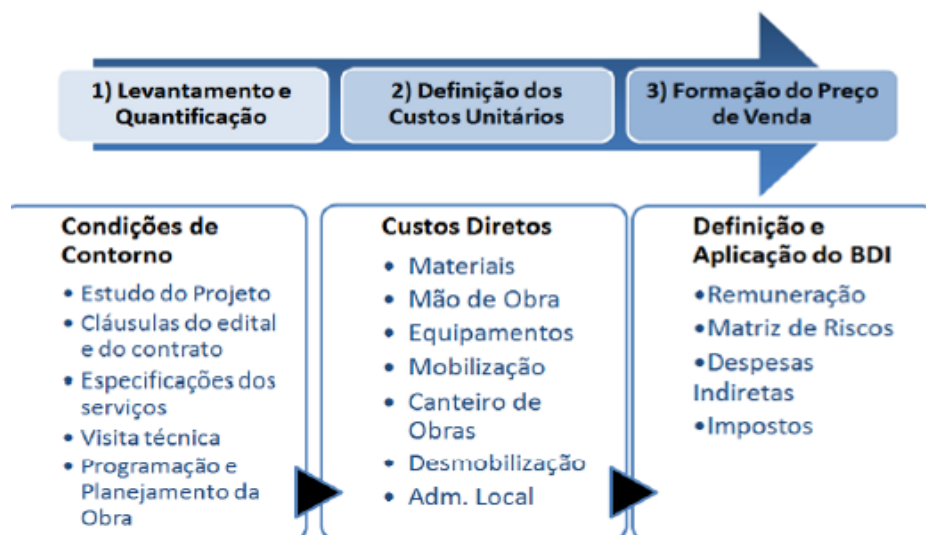 1) Levantamento e
Quantificação
2) Definição dos
Custos Unitários
3) Formação do Preço
de Venda
Condições de
Contorno
• Estudo do Projeto
• Cláusulas do edital
e do contrato
• Especificações dos
serviços
• Visita técnica
• Programação e
Planejamento da
Obra
Custos Diretos
• Materiais
• Mão de Obra
• Equipamentos
• Mobilização
• Canteiro de
Obras
• Desmobilização
• Adm. Local
Definição e
Aplicação do BDI
•Remuneração
•Matriz de Riscos
•Despesas
Indiretas
•Impostos